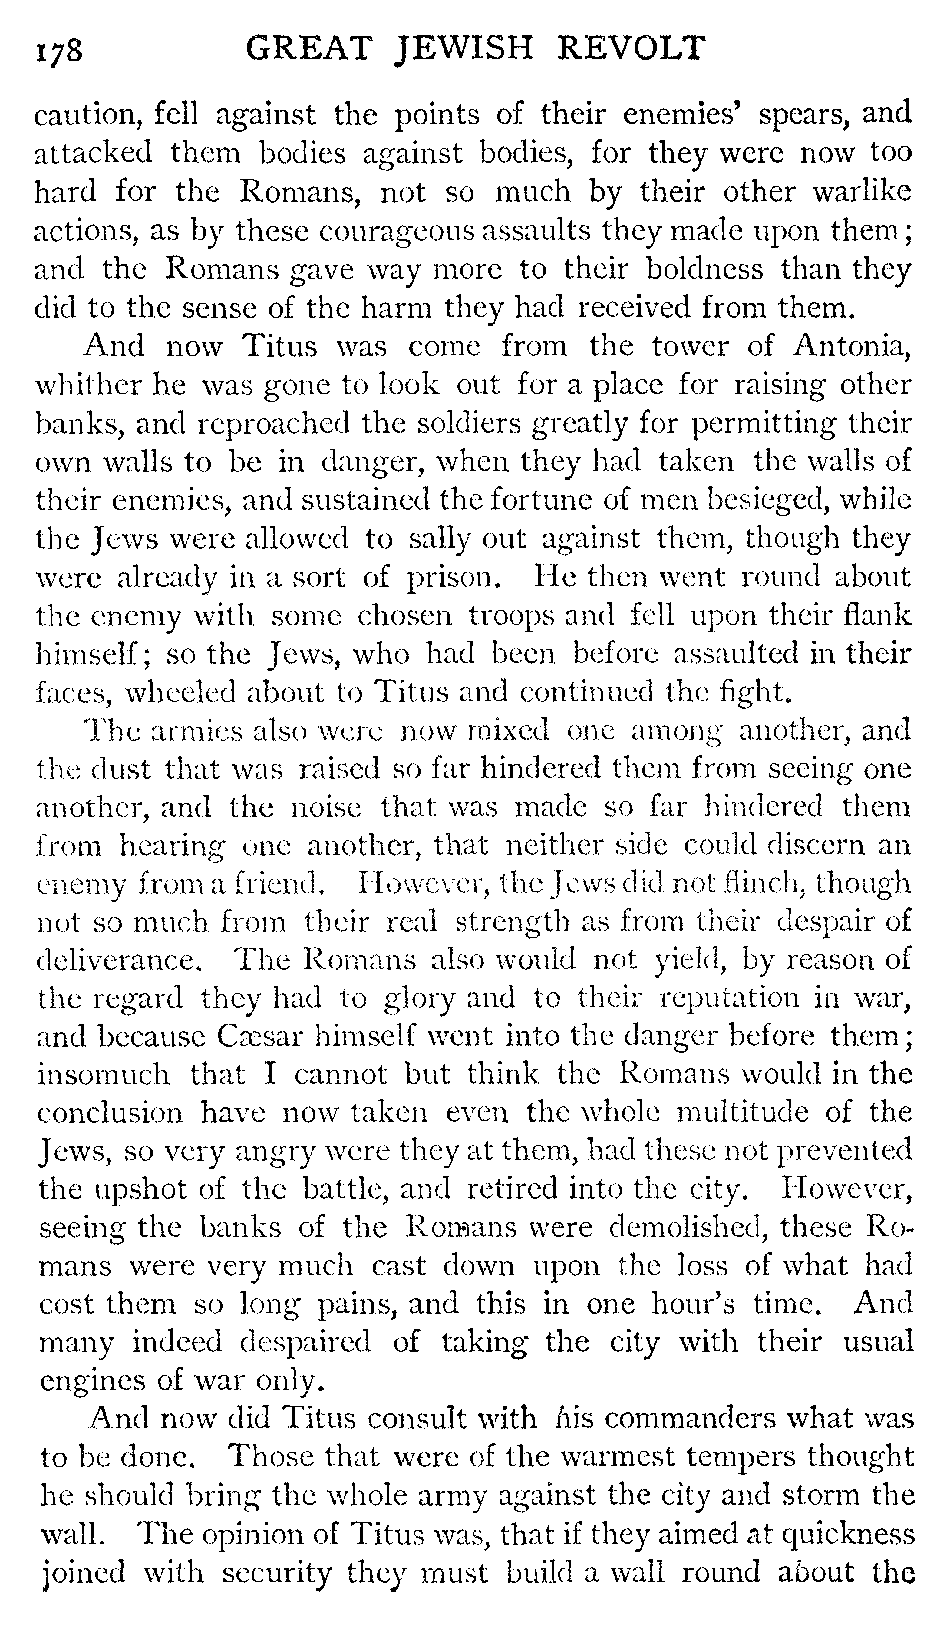 178 GREAT JEWISH REVOLT
caution, fell against the points of their enemies' spears, and
attacked them bodies against bodies, for they were now too
hard for the Romans, not so much by their other warlike
actions, as by these courageous assaults they made upon them;
and the Romans gave way more to their boldness than they
did to the sense of the harm they had received from them.
And now Titus was come from the tower of Antonia,
whither he was gone to look out for a place for raising other
banks, and reproached the soldiers greatly for permitting their
own walls to be in danger, when they had taken the walls of
their enemies, and sustained the fortune of men besieged, while
the Jews were allowed to sally out against them, though they
were already in a sort of prison. He then went round about
the enemy with some chosen troops and fell upon their flank
himself; so the Jews, who had been before assaulted in their
faces, wheeled about to Titus and continued the fight.
The armies also were now mixed one among another, and
the dust that was raised so far hindered them from seeing one
another, and the noise that was made so far hindered them
from hearing one another, that neither side could discern an
enemy from a friend. However, the Jews did not flinch, though
not so much from their real strength as from their despair of
deliverance. The Romans also would not yield, by reason of
the regard they had to glory and to their reputation in war,
and because Cæsar himself went into the danger before them;
insomuch that I cannot but think the Romans would in the
conclusion have now taken even the whole multitude of the
Jews, so very angry were they at them, had these not prevented
the upshot of the battle, and retired into the city. However,
seeing the banks of the Romans were demolished, these Ro-
mans were very much cast down upon the loss of what had
cost them so long pains, and this in one hour's time. And
many indeed despaired of taking the city with their usual
engines of war only.
And now did Titus consult with his commanders what was
to be done. Those that were of the warmest tempers thought
he should bring the whole army against the city and storm the
wall. The opinion of Titus was, that if they aimed at quickness
joined with security they must build a wall round about the